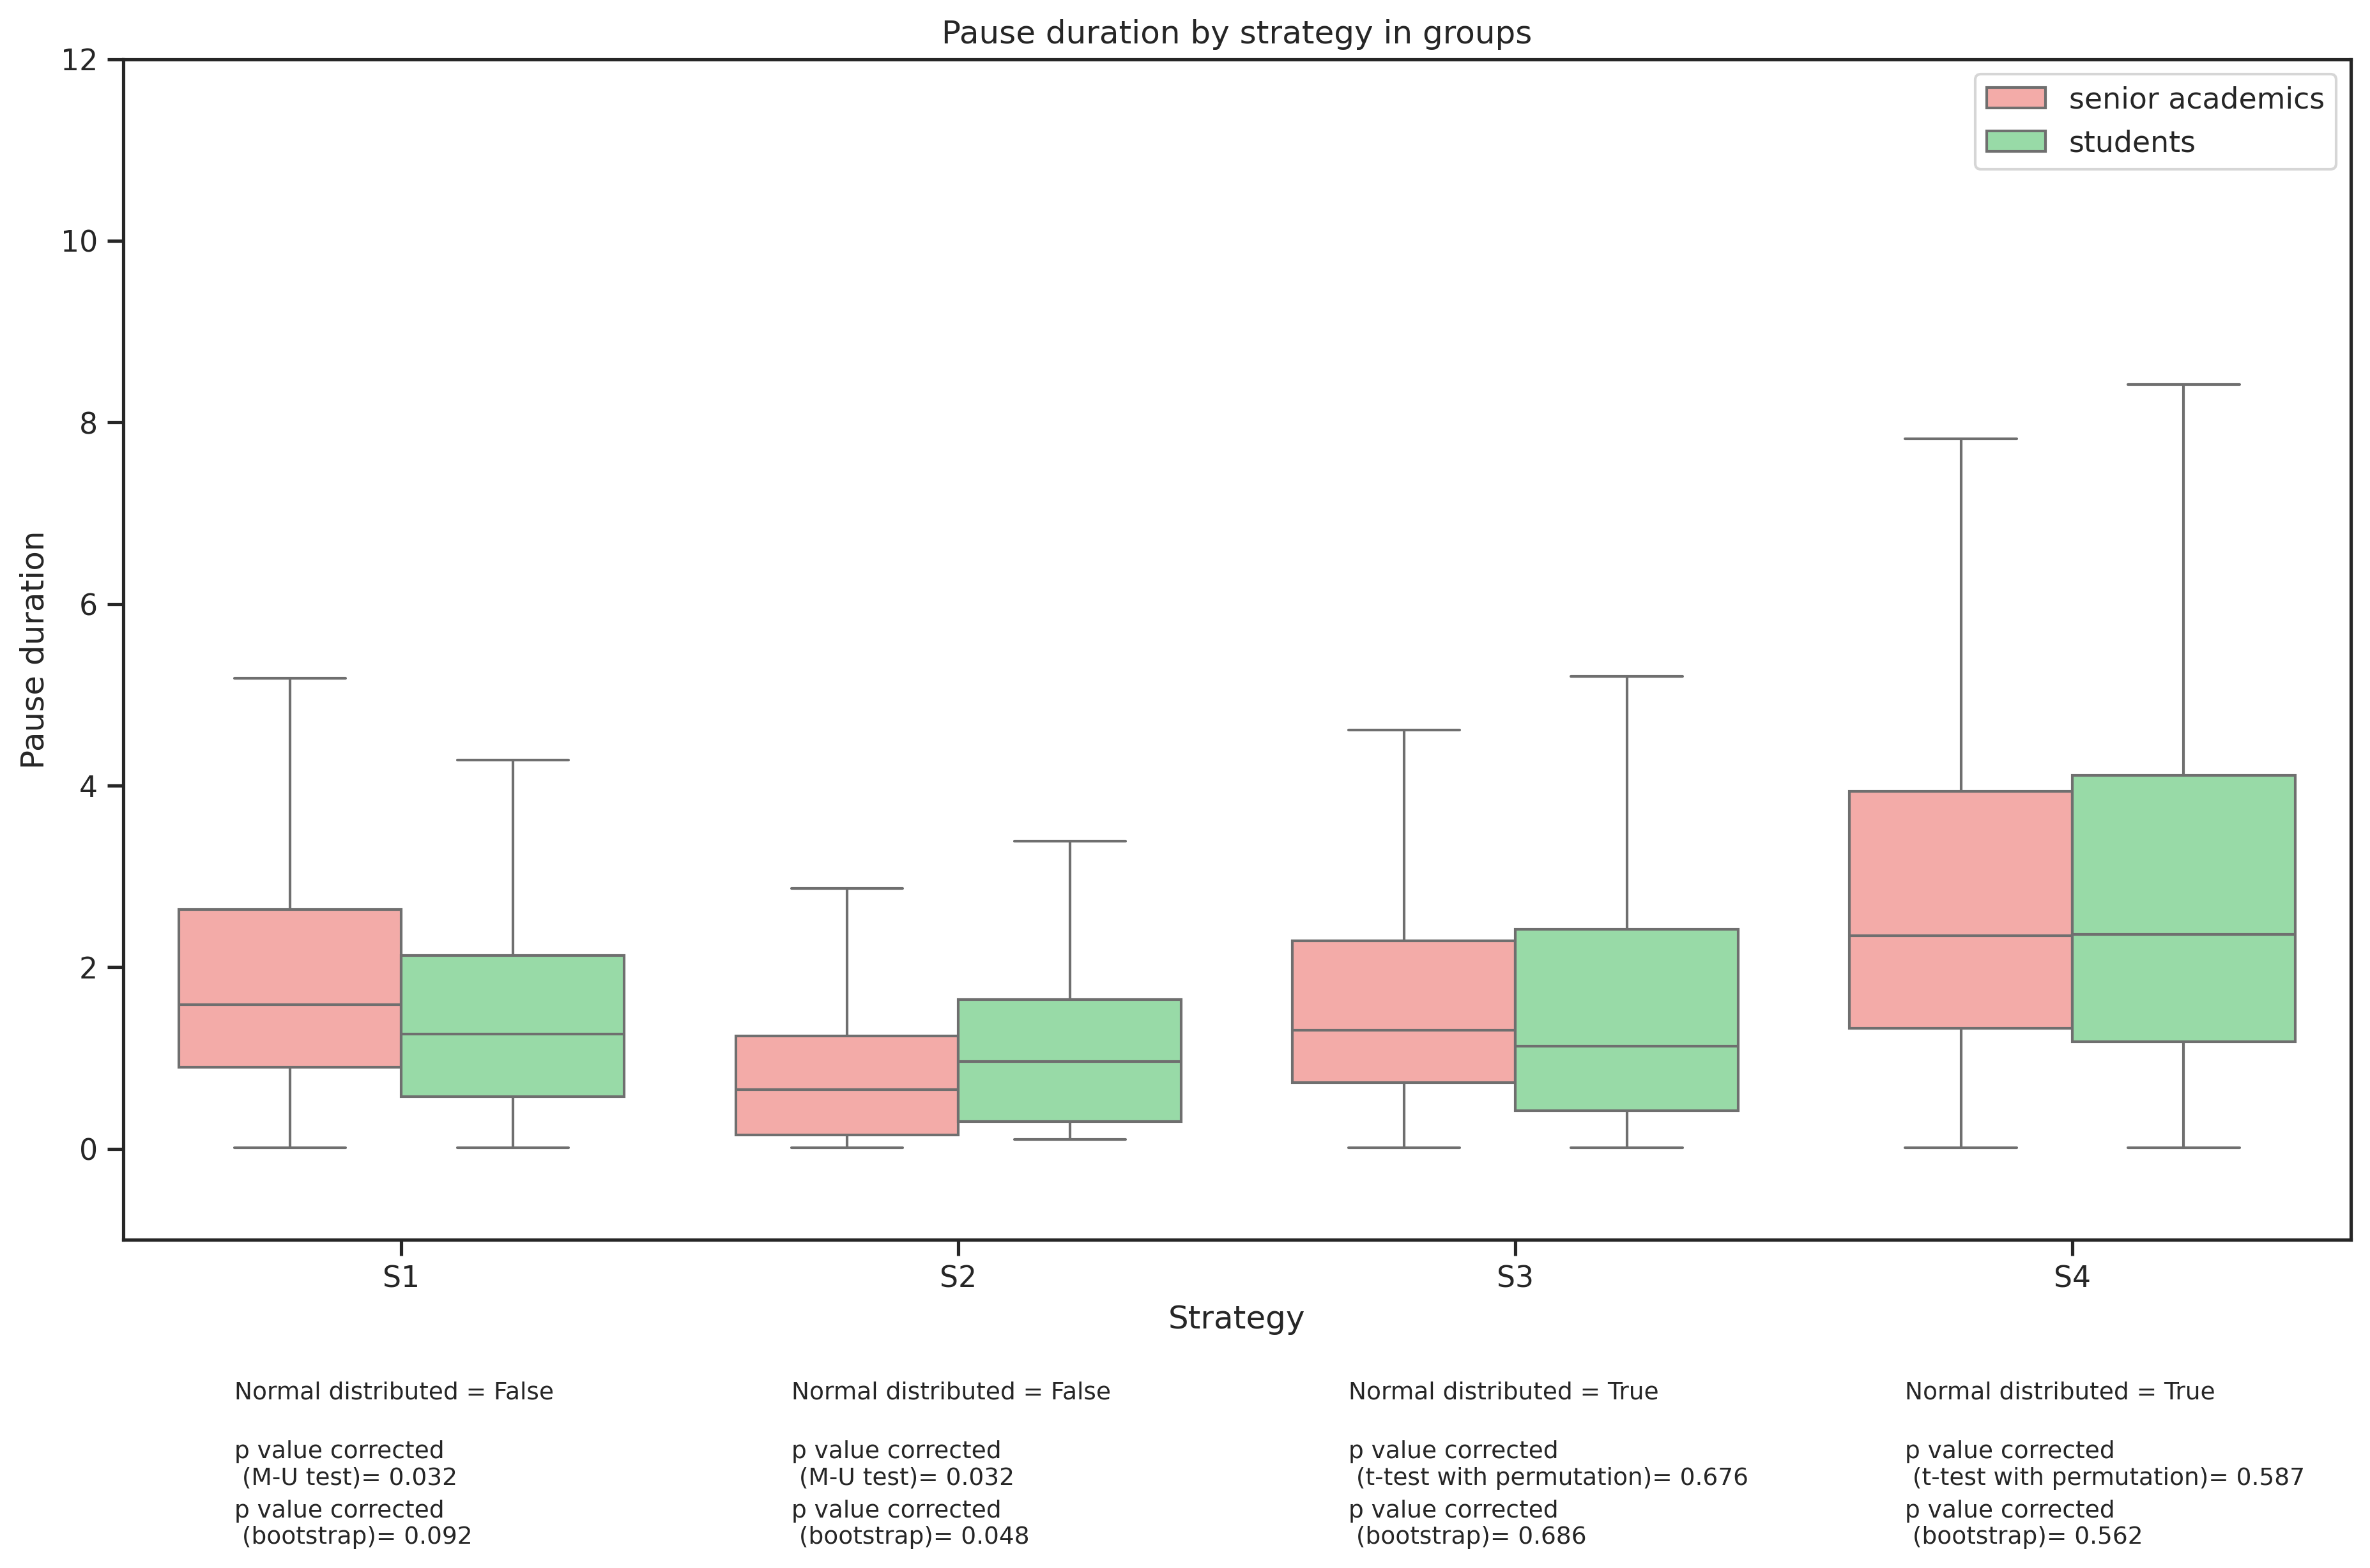 Pause duration by strategy in groups
senior academics
students
12
10
8
6
4
2
0
Pause duration
S1 S2 S3 S4
Strategy
Normal distributed = False
p value corrected
(M-U test)= 0.032
p value corrected
(bootstrap)= 0.092
Normal distributed = False
p value corrected
(M-U test)= 0.032
p value corrected
(bootstrap)= 0.048
Normal distributed = True
p value corrected
(t-test with permutation)= 0.676
p value corrected
(bootstrap)= 0.686
Normal distributed = True
p value corrected
(t-test with permutation)= 0.587
p value corrected
(bootstrap)= 0.562